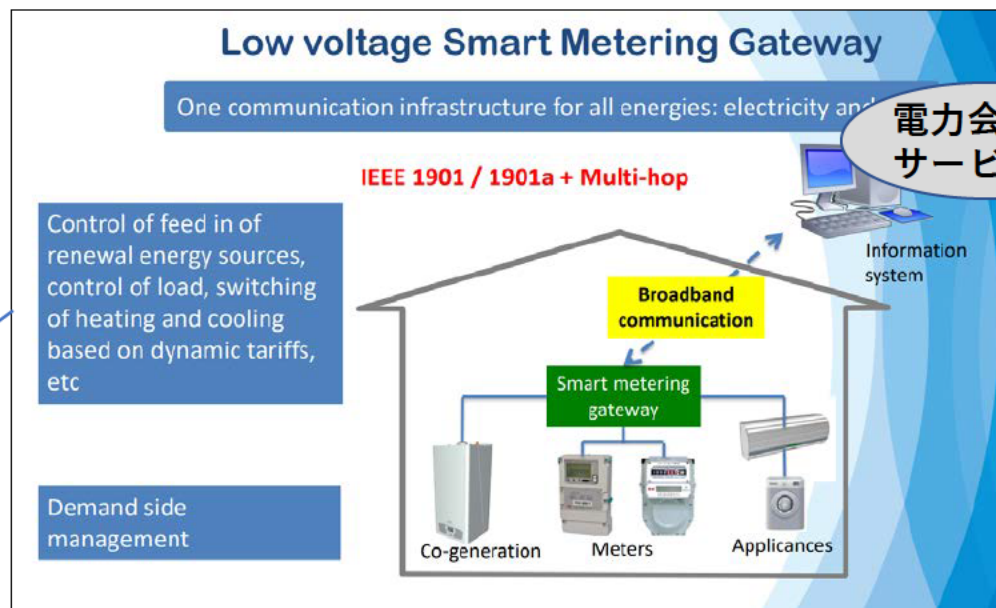 Low voltage Smart Metering Gateway
One communication infrastructure for all energies: electricity and
電力会
サービ
IEEE 1901 / 1901a + Multi-hop
Control of feed in of
renewal energy sources,
control of load, switching
of heating and cooling
based on dynamic tariffs,
etc
Information
system
Broadband
communication
Smart metering
gateway
Demand side
management
Co-generation
Meters
Applicances